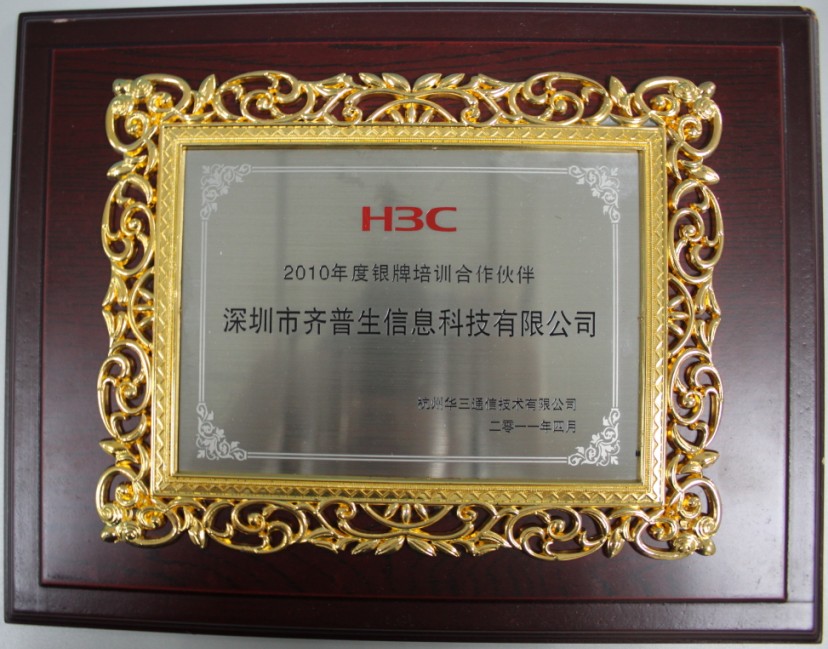 H3C
2010年度银牌培训合作伙伴
深圳市齐普生信息科技有限公司
杭州华三通信技术有限公司
二零一一年四月